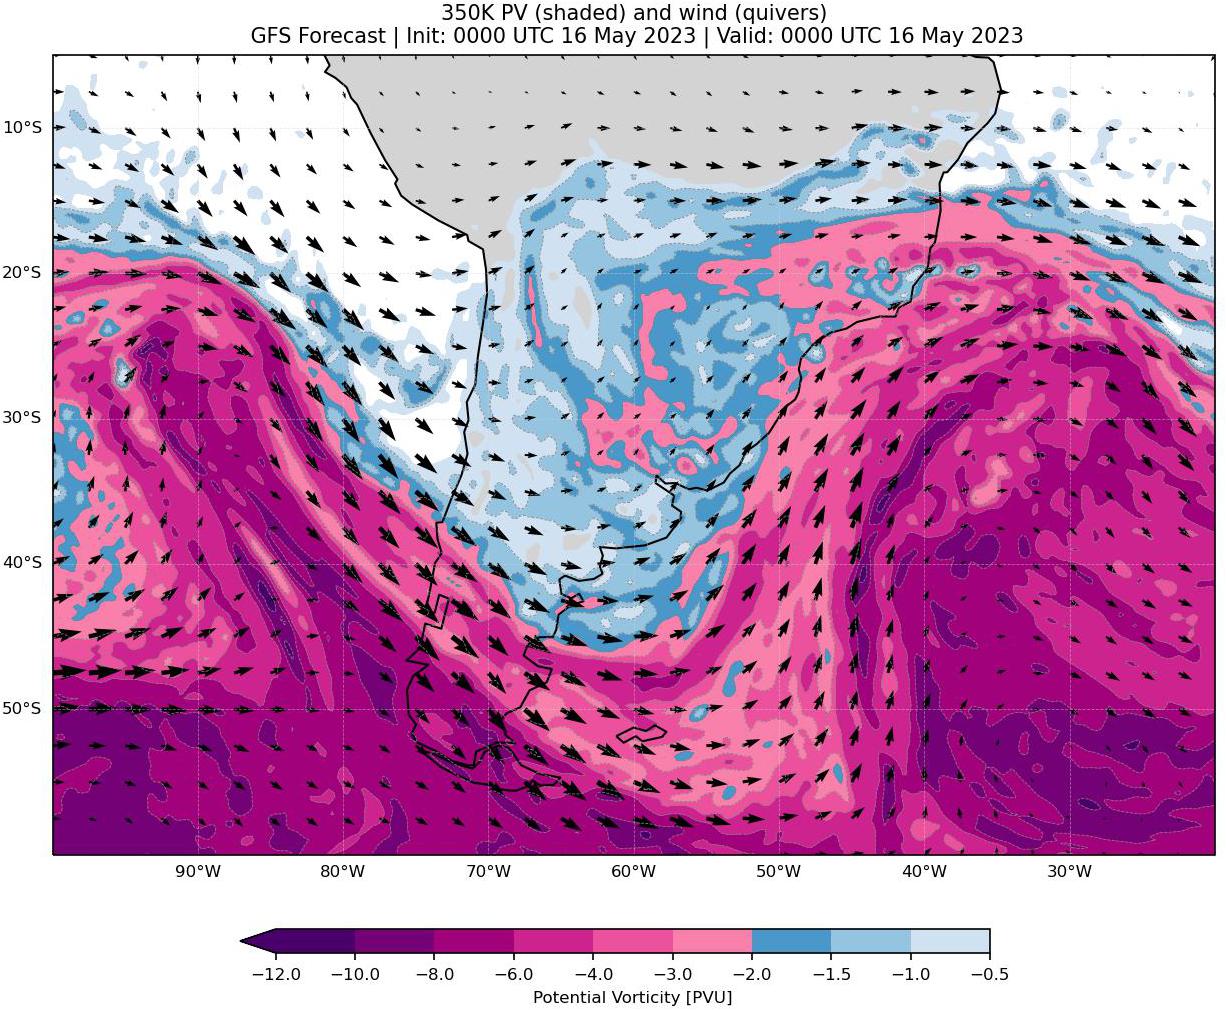 350K PV (shaded) and wind (quivers)
GFS Forecast | Init: 0000 UTC 16 May 2023 | Valid: 0000 UTC 16 May 2023
10°S
20°S
30°S
40°S
50°S
90°W 80°W 70°W 60°W 50°W 40°W 30°W
−12.0 −10.0 −8.0 −6.0 −4.0 −3.0 −2.0 −1.5 −1.0 −0.5
Potential Vorticity [PVU]